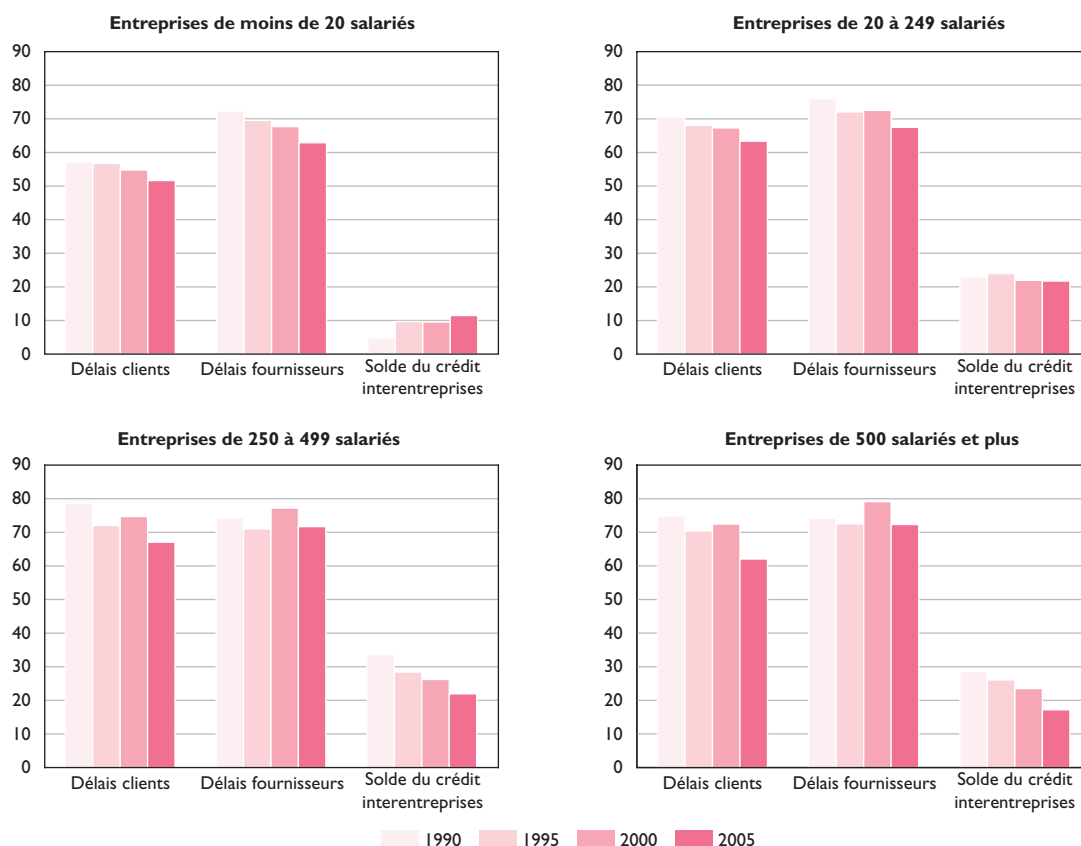 Entreprises de moins de 20 salariés
90
80
70
60
50
40
30
20
10
0
Délais clients
Délais fournisseurs
Solde du crédit
interentreprises
Entreprises de 20 à 249 salariés
90
80
70
60
50
40
30
20
10
0
Délais clients
Délais fournisseurs
Solde du crédit
interentreprises
Entreprises de 250 à 499 salariés
90
80
70
60
50
40
30
20
10
0
Délais clients
Délais fournisseurs
Solde du crédit
interentreprises
Entreprises de 500 salariés et plus
90
80
70
60
50
40
30
20
10
0
Délais clients
Délais fournisseurs
Solde du crédit
interentreprises
1990 1995 2000 2005